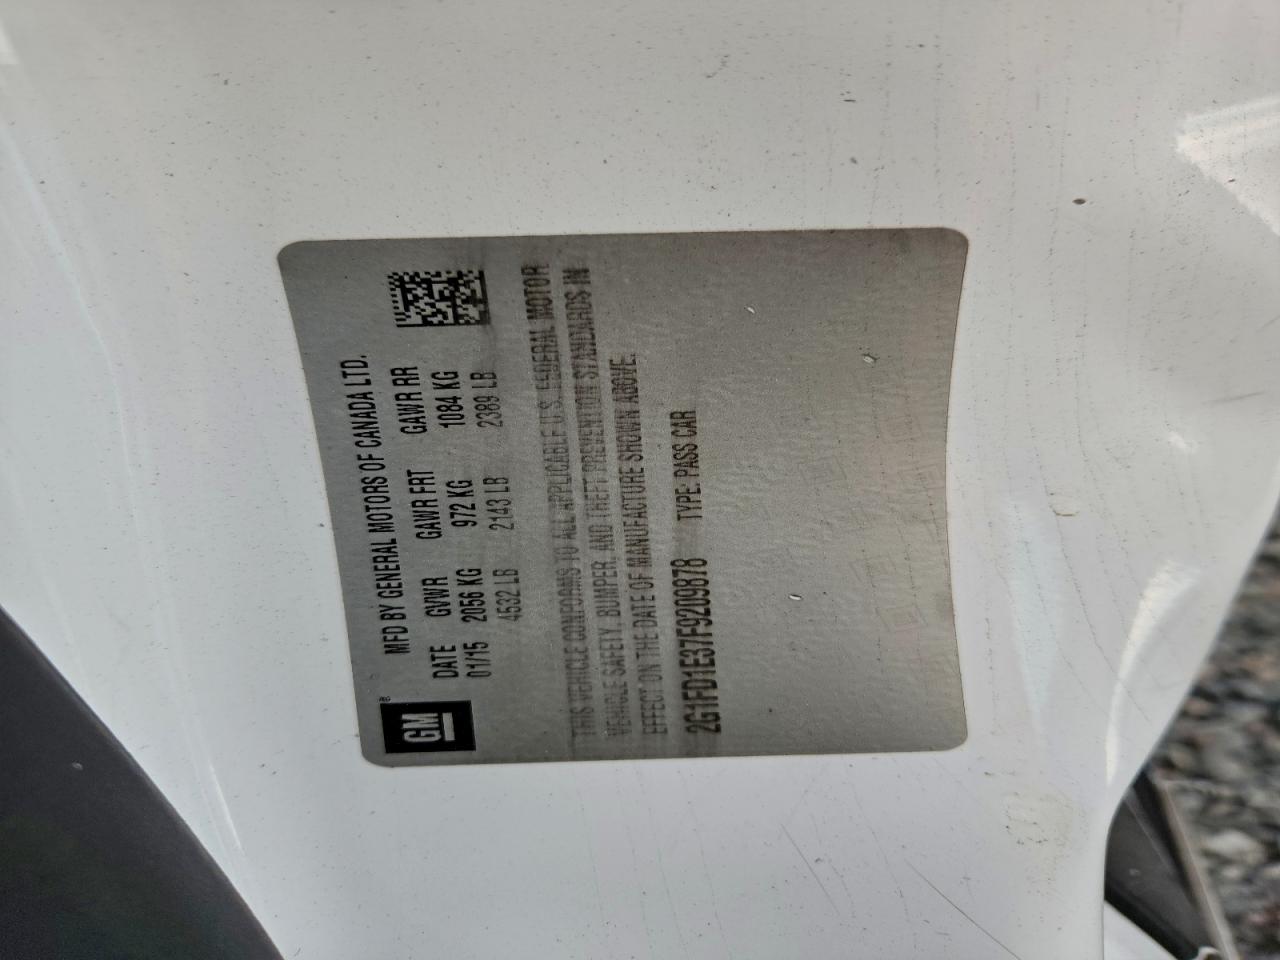 GM®
MFD BY GENERAL MOTORS OF CANADA LTD.
DATE GVWR GAWR FRT GAWR RR
01/15 2056 KG 972 KG 1084 KG
4532 LB 2143 LB 2389 LB
THIS VEHICLE CONFORMS TO ALL APPLICABLE U.S. FEDERAL MOTOR
VEHICLE SAFETY, BUMPER, AND THEFT PREVENTION STANDARDS IN
EFFECT ON THE DATE OF MANUFACTURE SHOWN ABOVE.
2G1FD1E37F9209878 TYPE: PASS CAR